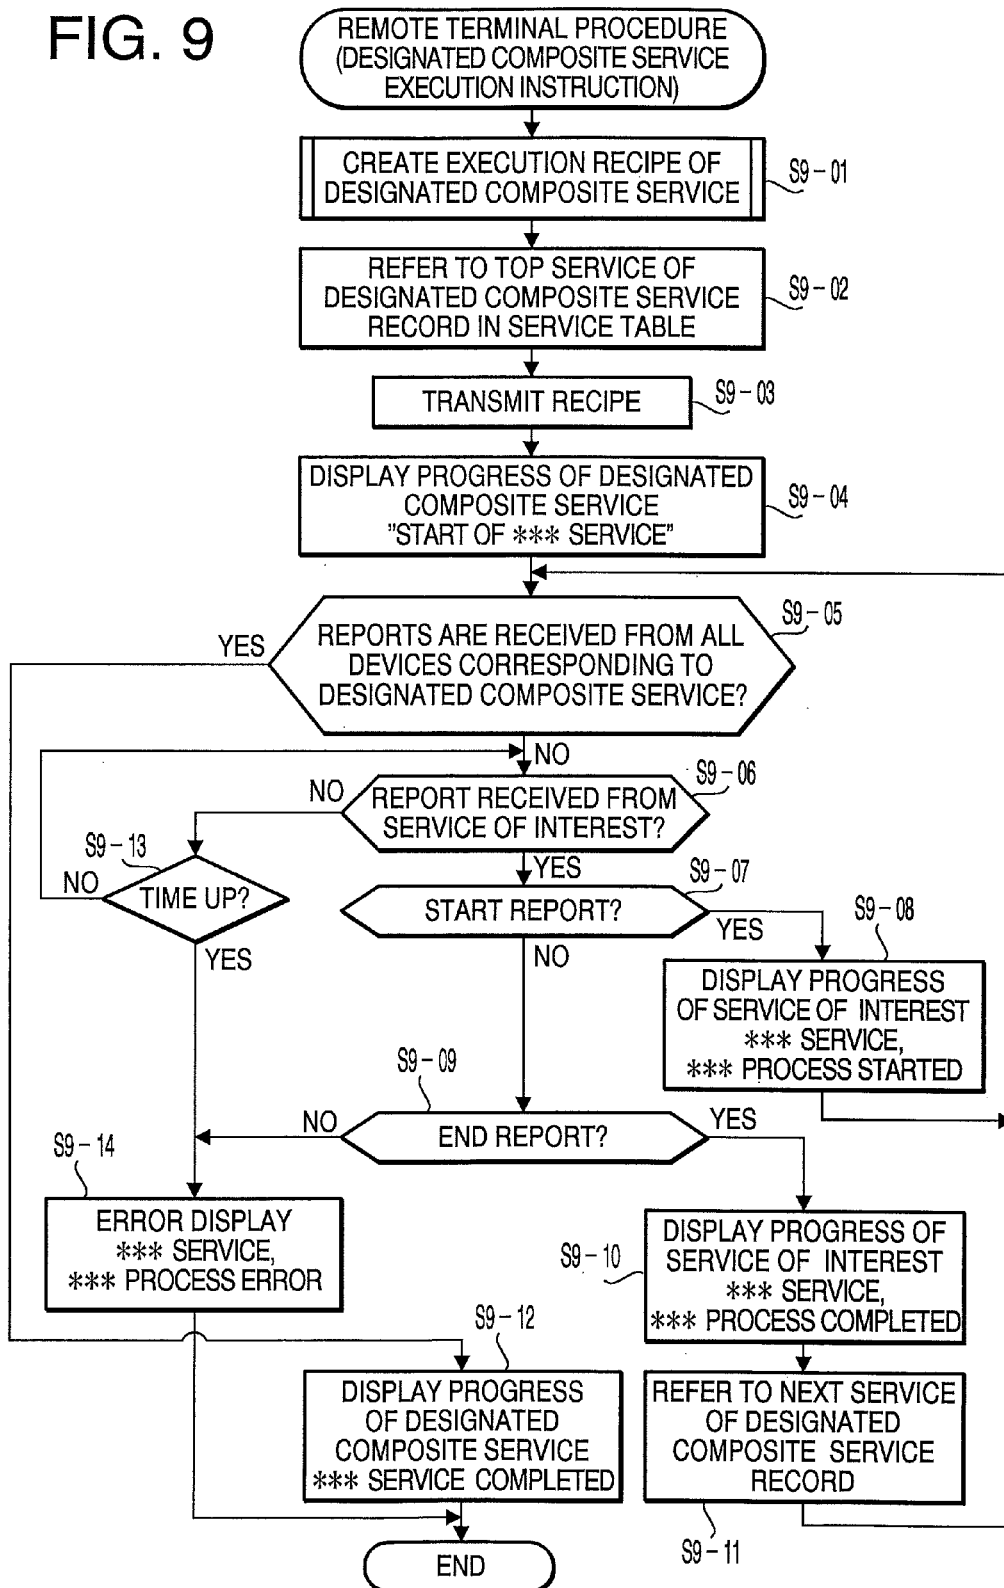 FIG. 9
REMOTE TERMINAL PROCEDURE
(DESIGNATED COMPOSITE SERVICE
EXECUTION INSTRUCTION)
CREATE EXECUTION RECIPE OF
DESIGNATED COMPOSITE SERVICE
S9-01
REFER TO TOP SERVICE OF
DESIGNATED COMPOSITE SERVICE
RECORD IN SERVICE TABLE
S9-02
TRANSMIT RECIPE
S9-03
DISPLAY PROGRESS OF DESIGNATED
COMPOSITE SERVICE
"START OF *** SERVICE"
S9-04
REPORTS ARE RECEIVED FROM ALL
DEVICES CORRESPONDING TO
DESIGNATED COMPOSITE SERVICE?
S9-05
YES
NO
REPORT RECEIVED FROM
SERVICE OF INTEREST?
S9-06
NO
YES
S9-13
TIME UP?
NO
YES
START REPORT?
S9-07
YES
NO
S9-08
DISPLAY PROGRESS
OF SERVICE OF INTEREST
*** SERVICE,
*** PROCESS STARTED
S9-09
END REPORT?
NO
YES
S9-14
ERROR DISPLAY
*** SERVICE,
*** PROCESS ERROR
S9-10
DISPLAY PROGRESS OF
SERVICE OF INTEREST
*** SERVICE,
*** PROCESS COMPLETED
S9-12
DISPLAY PROGRESS
OF DESIGNATED
COMPOSITE SERVICE
*** SERVICE COMPLETED
REFER TO NEXT SERVICE
OF DESIGNATED
COMPOSITE SERVICE
RECORD
S9-11
END